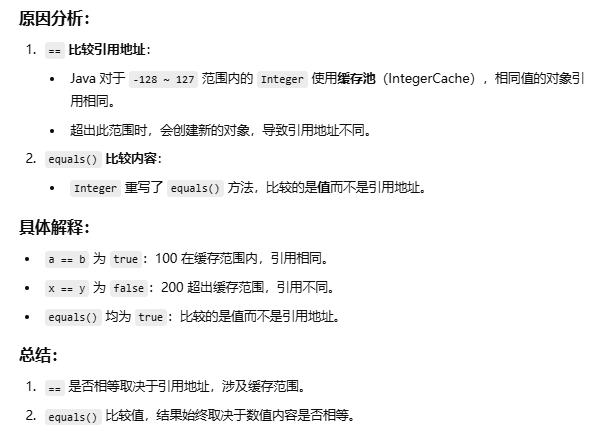 原因分析：
1. == 比较引用地址：
• Java 对于 -128 ~ 127 范围内的 Integer 使用缓存池（IntegerCache），相同值的对象引
用相同。
• 超出此范围时，会创建新的对象，导致引用地址不同。
2. equals() 比较内容：
• Integer 重写了 equals() 方法，比较的是值而不是引用地址。
具体解释：
• a == b 为 true：100 在缓存范围内，引用相同。
• x == y 为 false：200 超出缓存范围，引用不同。
• equals() 均为 true：比较的是值而不是引用地址。
总结：
1. == 是否相等取决于引用地址，涉及缓存范围。
2. equals() 比较值，结果始终取决于数值内容是否相等。